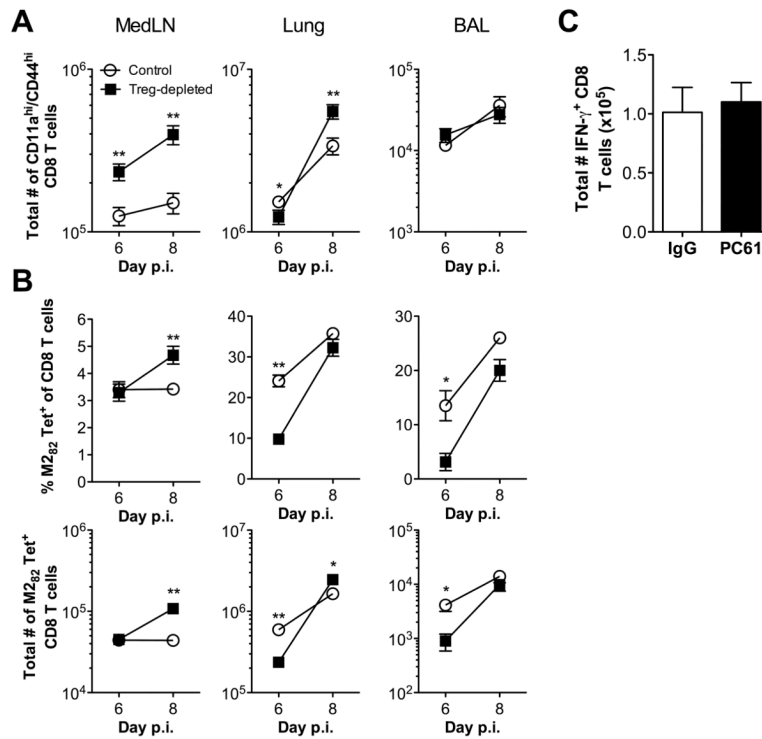 A
MedLN
Lung
BAL
C
Total # of CD11a^hi/CD44^hi
CD8 T cells
10^6
10^5
Control
Treg-depleted
**
**
6 8
Day p.i.
10^7
10^6
*
**
6 8
Day p.i.
10^5
10^4
10^3
6 8
Day p.i.
Total # IFN-γ+ CD8
T cells (x10^5)
1.5
1.0
0.5
0.0
IgG PC61
B
% M2_82 Tet+ of CD8 T cells
6
5
4
3
2
1
0
**
6 8
Day p.i.
40
30
20
10
0
**
6 8
Day p.i.
30
20
10
0
*
6 8
Day p.i.
Total # of M2_82 Tet+
CD8 T cells
10^6
10^5
10^4
**
6 8
Day p.i.
10^7
10^6
10^5
**
*
6 8
Day p.i.
10^5
10^4
10^3
10^2
*
6 8
Day p.i.